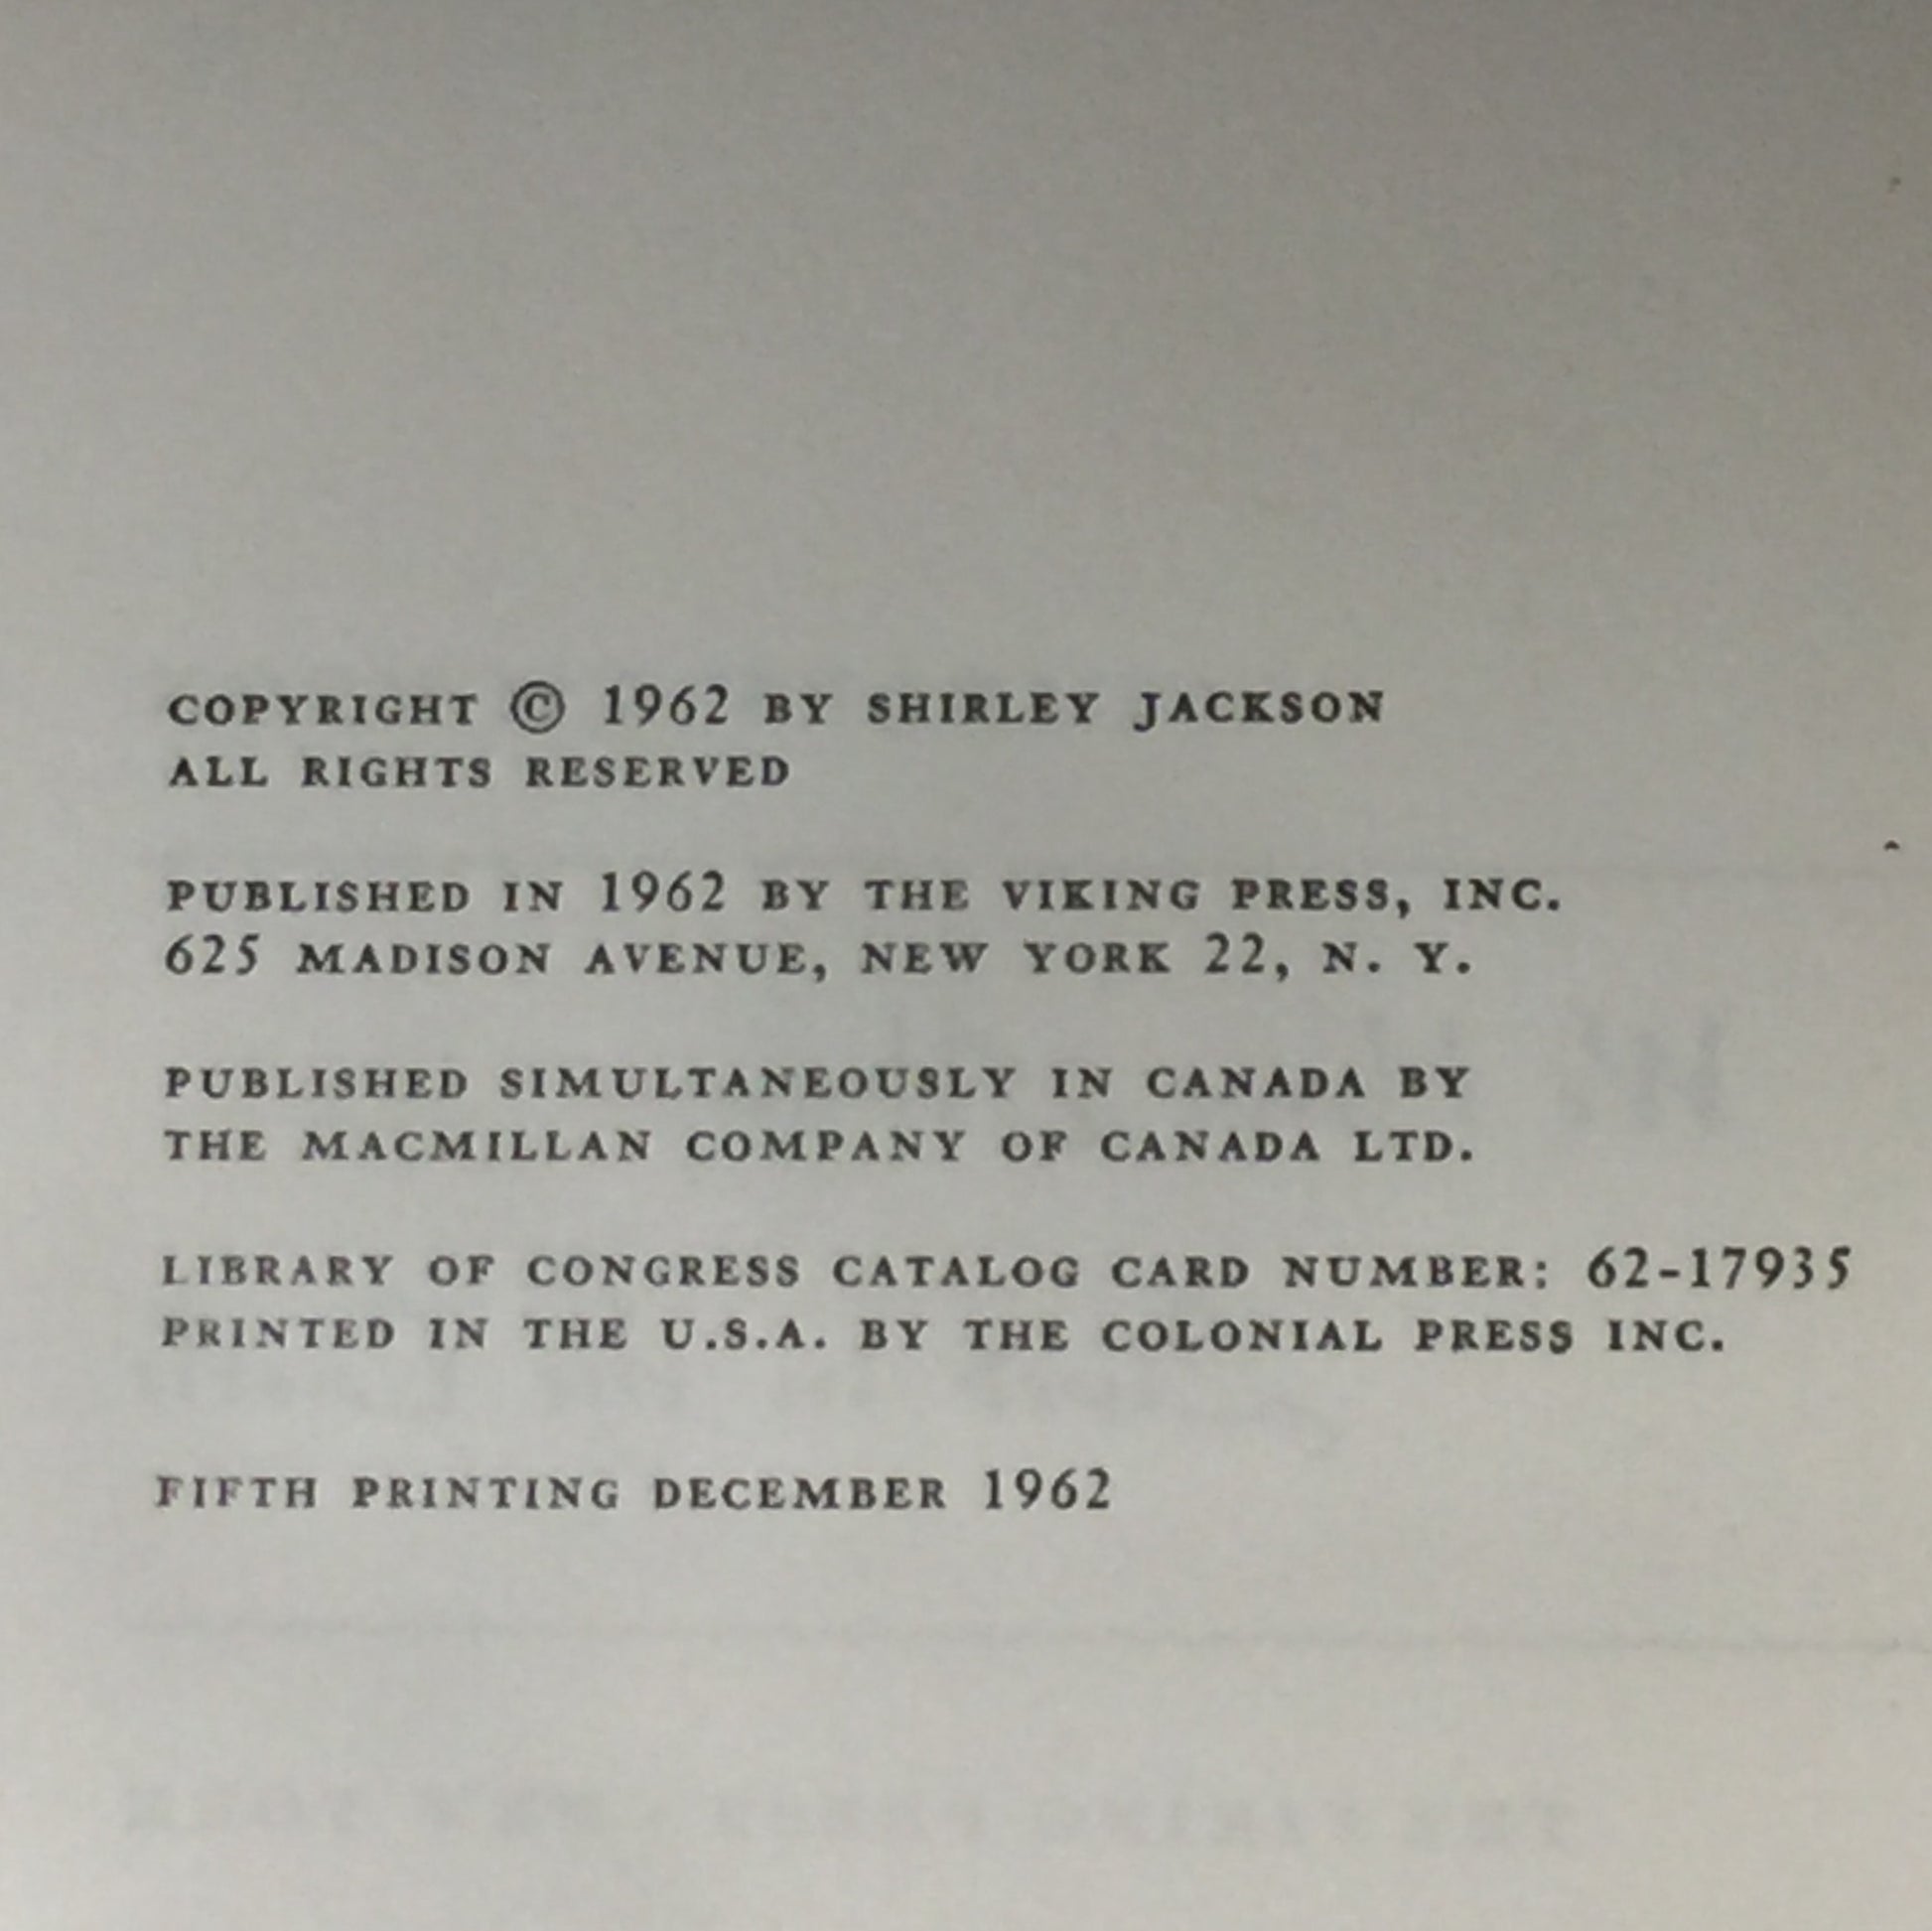 COPYRIGHT © 1962 BY SHIRLEY JACKSON
ALL RIGHTS RESERVED
PUBLISHED IN 1962 BY THE VIKING PRESS, INC.
625 MADISON AVENUE, NEW YORK 22, N. Y.
PUBLISHED SIMULTANEOUSLY IN CANADA BY
THE MACMILLAN COMPANY OF CANADA LTD.
LIBRARY OF CONGRESS CATALOG CARD NUMBER: 62-17935
PRINTED IN THE U.S.A. BY THE COLONIAL PRESS INC.
FIFTH PRINTING DECEMBER 1962